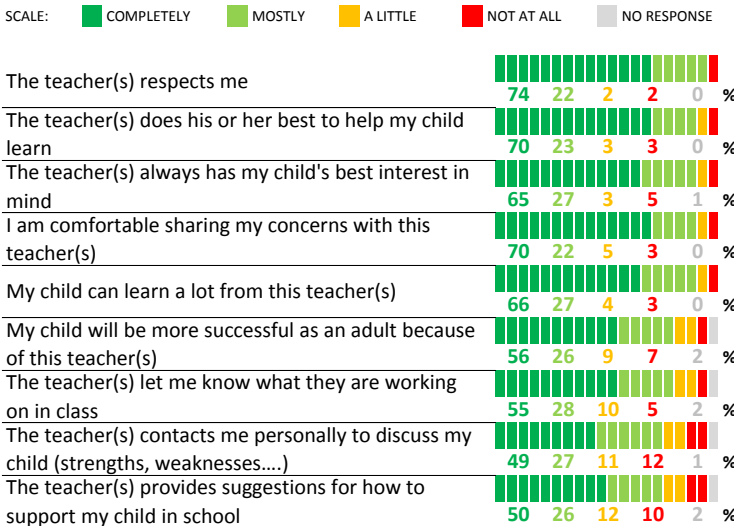 SCALE: COMPLETELY MOSTLY A LITTLE NOT AT ALL NO RESPONSE
The teacher(s) respects me
74 22 2 2 0 %
The teacher(s) does his or her best to help my child
learn
70 23 3 3 0 %
The teacher(s) always has my child's best interest in
mind
65 27 3 5 1 %
I am comfortable sharing my concerns with this
teacher(s)
70 22 5 3 0 %
My child can learn a lot from this teacher(s)
66 27 4 3 0 %
My child will be more successful as an adult because
of this teacher(s)
56 26 9 7 2 %
The teacher(s) let me know what they are working
on in class
55 28 10 5 2 %
The teacher(s) contacts me personally to discuss my
child (strengths, weaknesses....)
49 27 11 12 1 %
The teacher(s) provides suggestions for how to
support my child in school
50 26 12 10 2 %